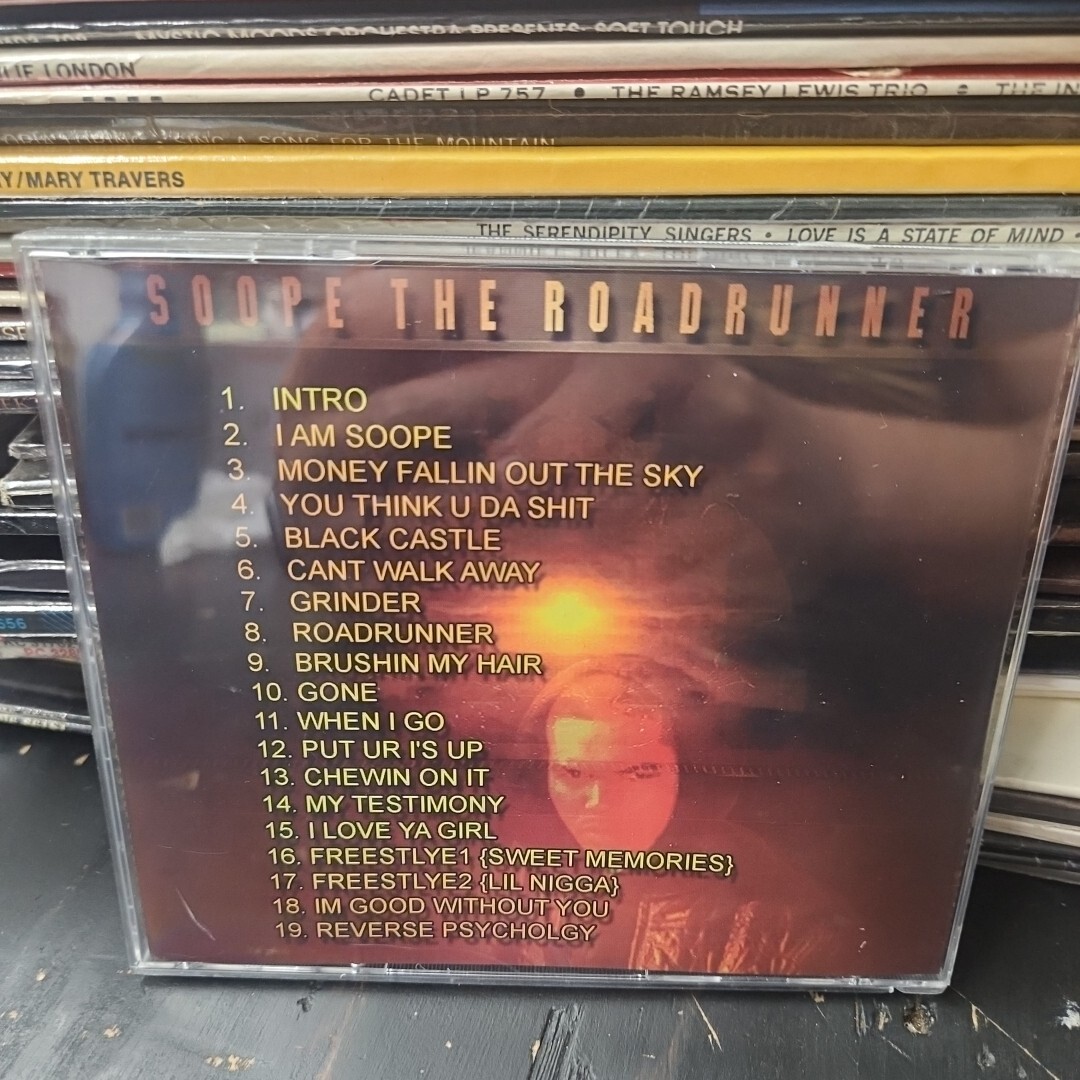 MYSTIC MOODS ORCHESTRA PRESENTS: SOFT TOUCH
LIE LONDON
CADET LP 757 • THE RAMSEY LEWIS TRIO • THE IN
SING A SONG FOR THE MOUNTAIN
Y/MARY TRAVERS
THE SERENDIPITY SINGERS • LOVE IS A STATE OF MIND •
SOOPE THE ROADRUNNER
1. INTRO
2. I AM SOOPE
3. MONEY FALLIN OUT THE SKY
4. YOU THINK U DA SHIT
5. BLACK CASTLE
6. CANT WALK AWAY
7. GRINDER
8. ROADRUNNER
9. BRUSHIN MY HAIR
10. GONE
11. WHEN I GO
12. PUT UR I'S UP
13. CHEWIN ON IT
14. MY TESTIMONY
15. I LOVE YA GIRL
16. FREESTLYE1 {SWEET MEMORIES}
17. FREESTLYE2 {LIL NIGGA}
18. IM GOOD WITHOUT YOU
19. REVERSE PSYCHOLGY